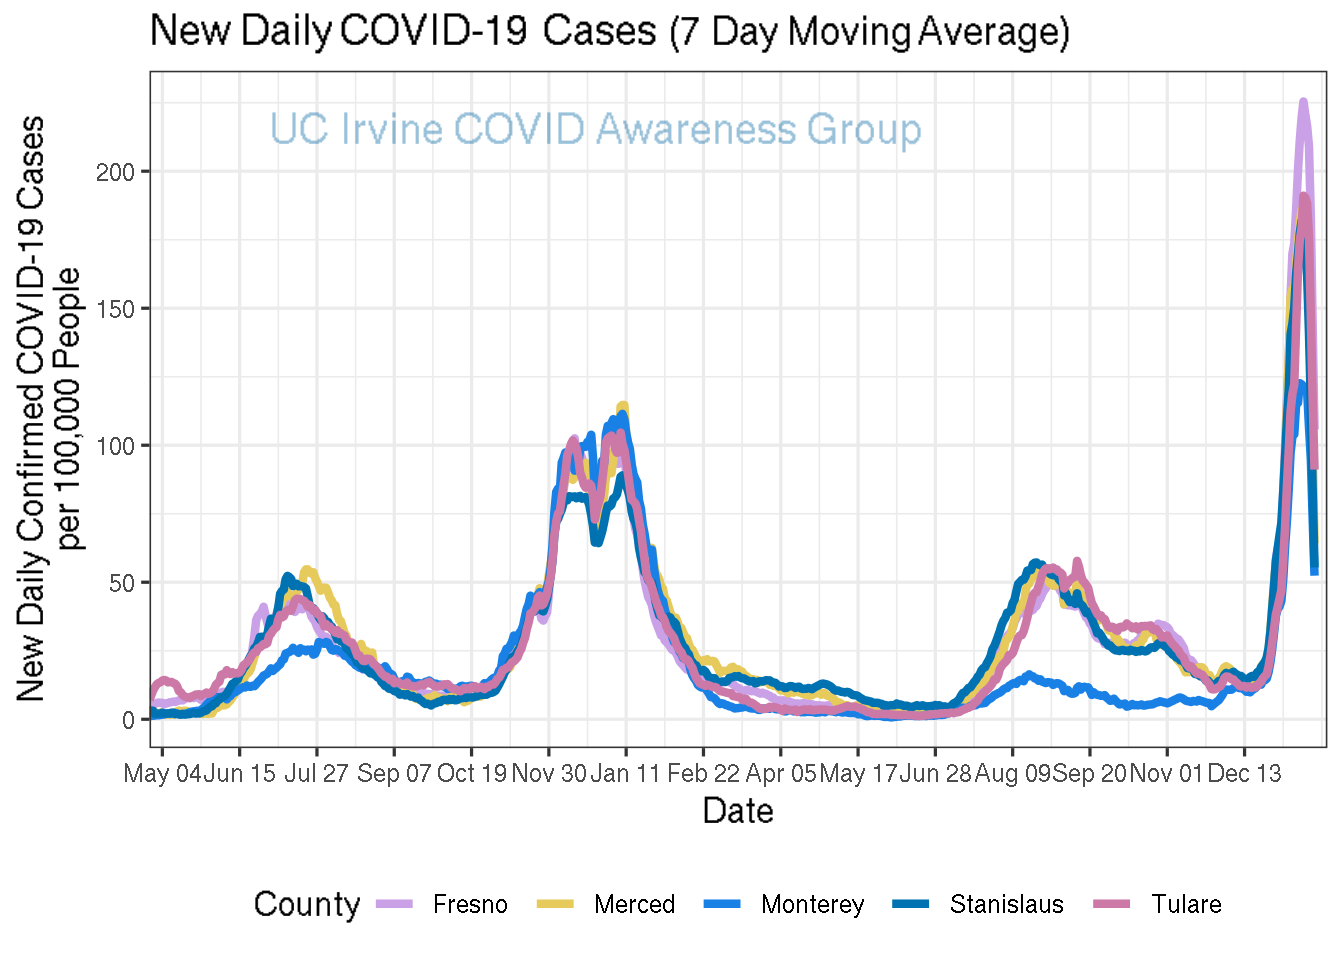 New Daily COVID-19 Cases (7 Day Moving Average)
UC Irvine COVID Awareness Group
New Daily Confirmed COVID-19 Cases
per 100,000 People
200
150
100
50
0
May 04 Jun 15 Jul 27 Sep 07 Oct 19 Nov 30 Jan 11 Feb 22 Apr 05 May 17 Jun 28 Aug 09 Sep 20 Nov 01 Dec 13
Date
County Fresno Merced Monterey Stanislaus Tulare